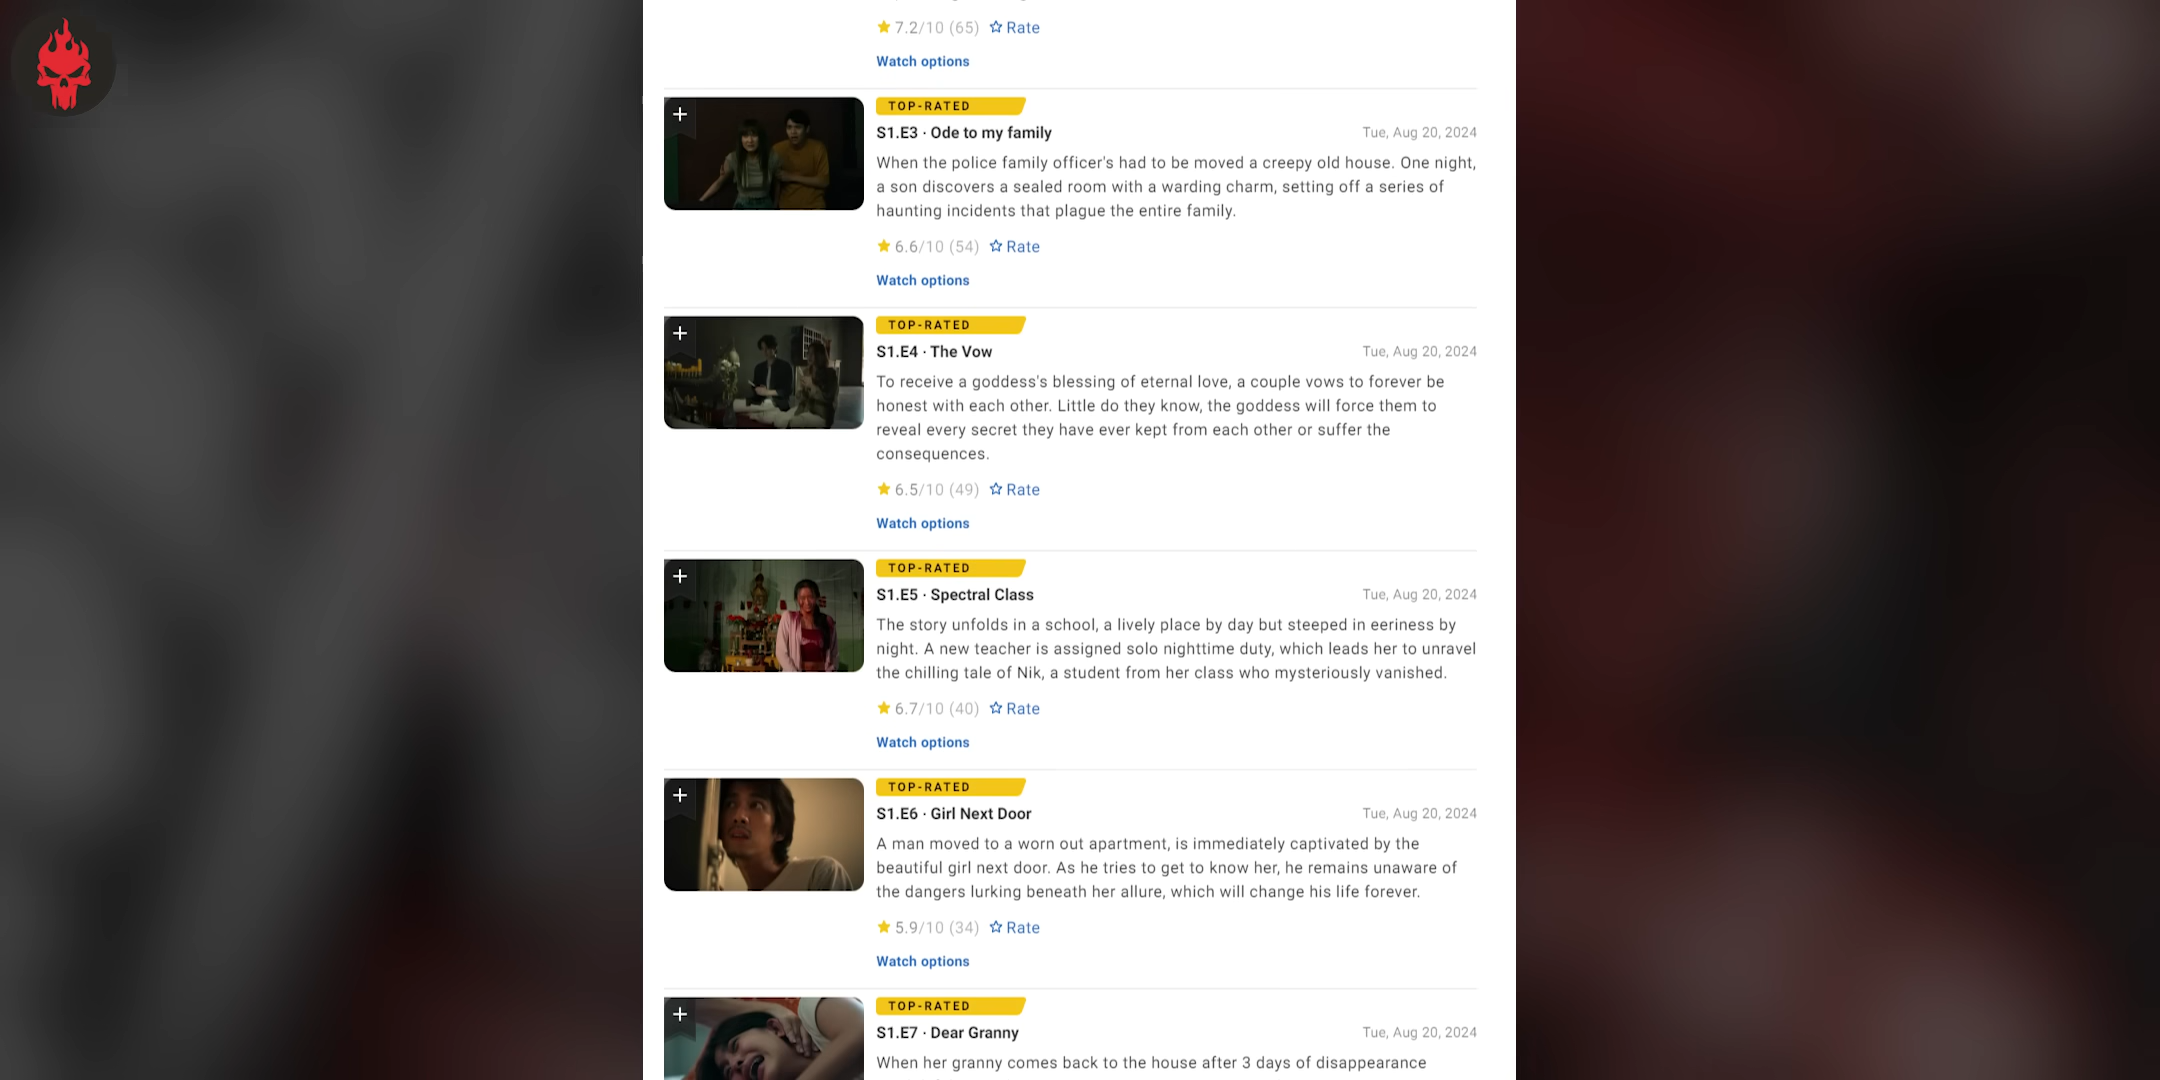 7.2/10 (65) Rate
Watch options
TOP-RATED
S1.E3 · Ode to my family
Tue, Aug 20, 2024
When the police family officer's had to be moved a creepy old house. One night,
a son discovers a sealed room with a warding charm, setting off a series of
haunting incidents that plague the entire family.
6.6/10 (54) Rate
Watch options
TOP-RATED
S1.E4 · The Vow
Tue, Aug 20, 2024
To receive a goddess's blessing of eternal love, a couple vows to forever be
honest with each other. Little do they know, the goddess will force them to
reveal every secret they have ever kept from each other or suffer the
consequences.
6.5/10 (49) Rate
Watch options
TOP-RATED
S1.E5 · Spectral Class
Tue, Aug 20, 2024
The story unfolds in a school, a lively place by day but steeped in eeriness by
night. A new teacher is assigned solo nighttime duty, which leads her to unravel
the chilling tale of Nik, a student from her class who mysteriously vanished.
6.7/10 (40) Rate
Watch options
TOP-RATED
S1.E6 · Girl Next Door
Tue, Aug 20, 2024
A man moved to a worn out apartment, is immediately captivated by the
beautiful girl next door. As he tries to get to know her, he remains unaware of
the dangers lurking beneath her allure, which will change his life forever.
5.9/10 (34) Rate
Watch options
TOP-RATED
S1.E7 · Dear Granny
Tue, Aug 20, 2024
When her granny comes back to the house after 3 days of disappearance